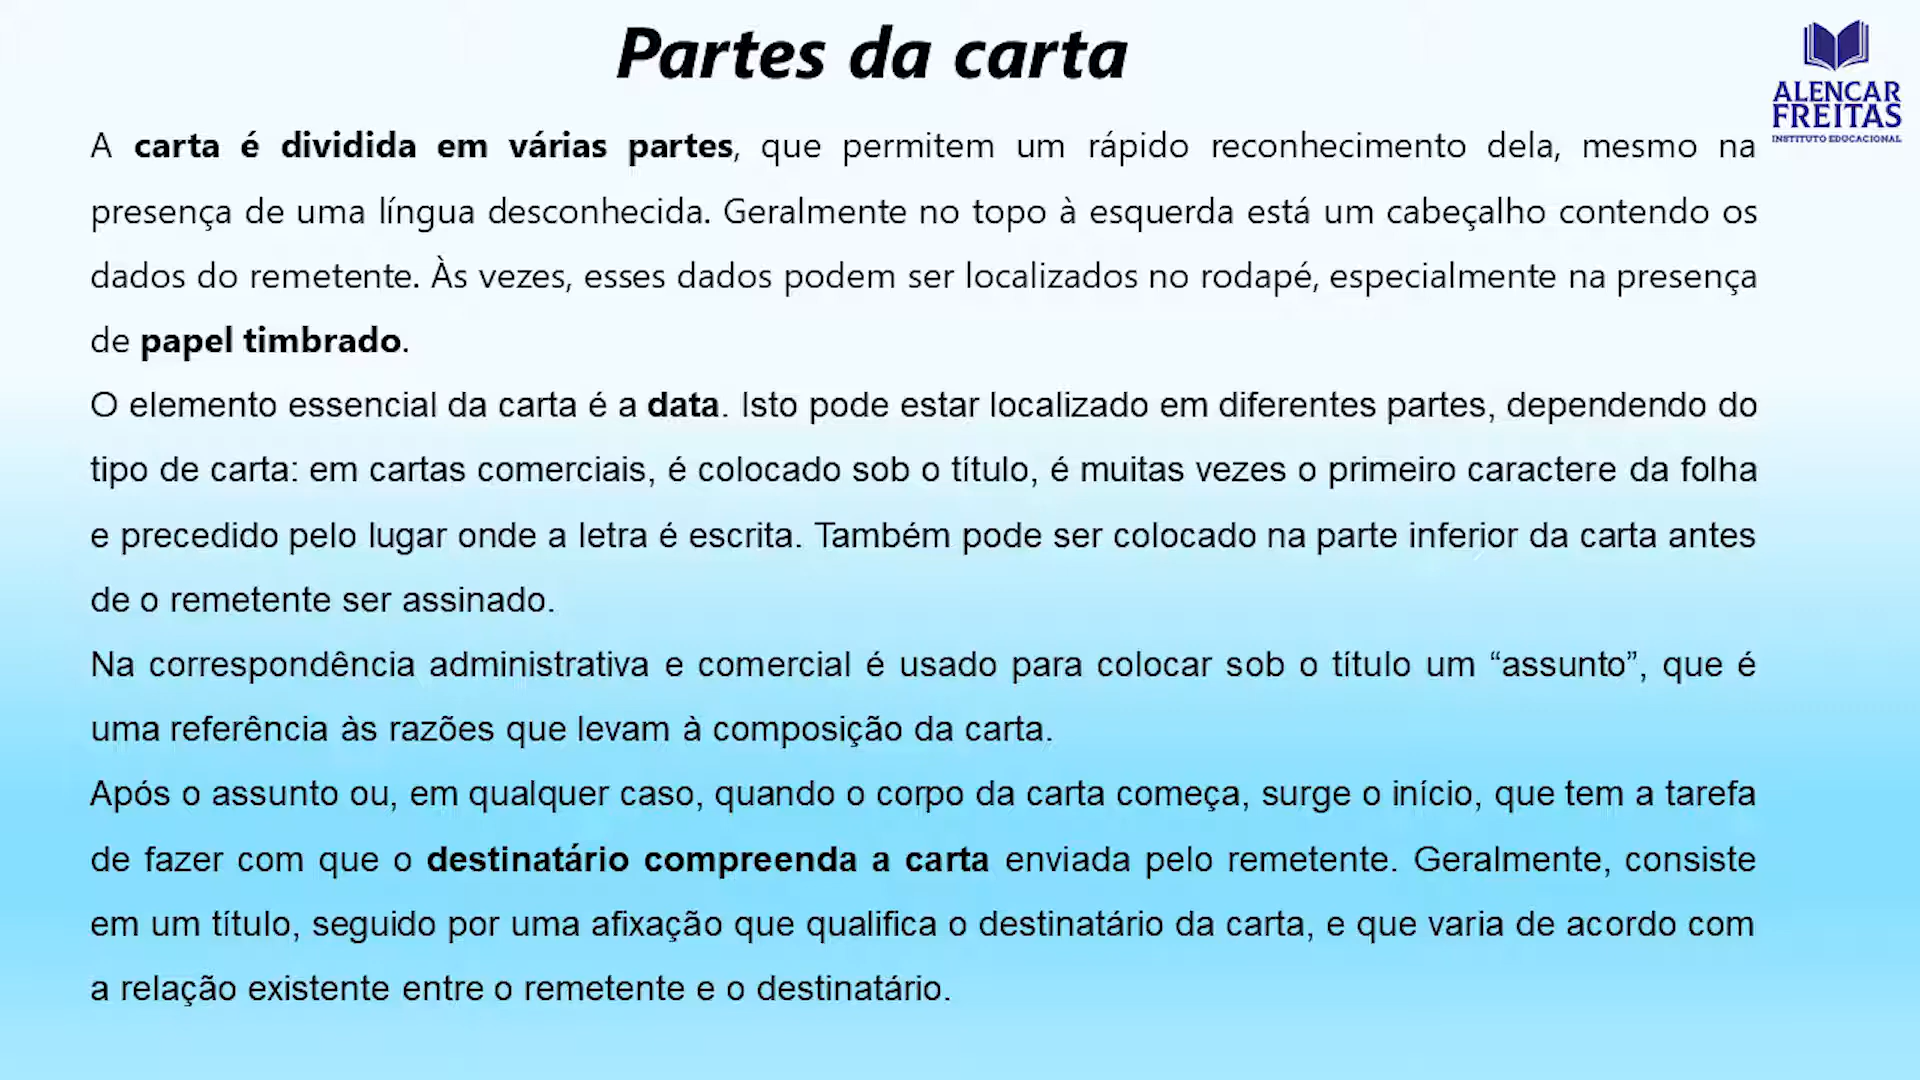 Partes da carta
ALENCAR
FREITAS
INSTITUTO EDUCACIONAL
A carta é dividida em várias partes, que permitem um rápido reconhecimento dela, mesmo na
presença de uma língua desconhecida. Geralmente no topo à esquerda está um cabeçalho contendo os
dados do remetente. Às vezes, esses dados podem ser localizados no rodapé, especialmente na presença
de papel timbrado.
O elemento essencial da carta é a data. Isto pode estar localizado em diferentes partes, dependendo do
tipo de carta: em cartas comerciais, é colocado sob o título, é muitas vezes o primeiro caractere da folha
e precedido pelo lugar onde a letra é escrita. Também pode ser colocado na parte inferior da carta antes
de o remetente ser assinado.
Na correspondência administrativa e comercial é usado para colocar sob o título um “assunto”, que é
uma referência às razões que levam à composição da carta.
Após o assunto ou, em qualquer caso, quando o corpo da carta começa, surge o início, que tem a tarefa
de fazer com que o destinatário compreenda a carta enviada pelo remetente. Geralmente, consiste
em um título, seguido por uma afixação que qualifica o destinatário da carta, e que varia de acordo com
a relação existente entre o remetente e o destinatário.